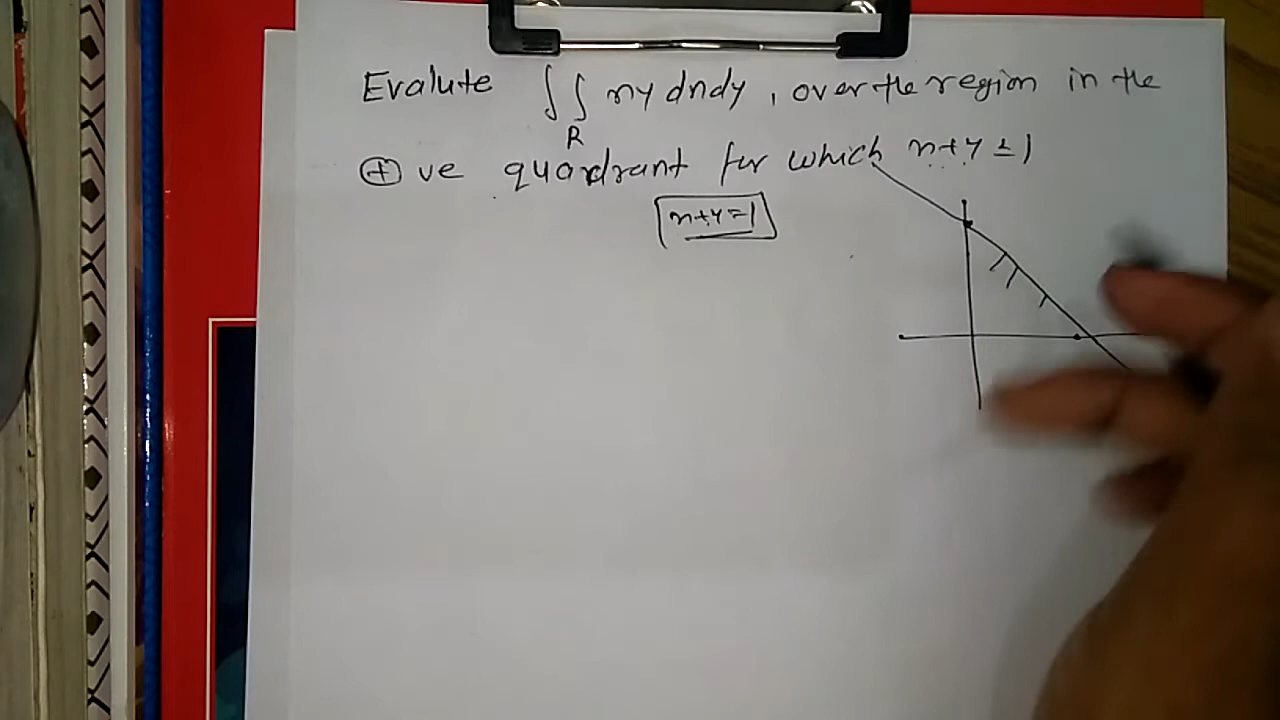 Evalute ∫∫ xy dxdy, over the region in the
R
⊕ ve quadrant for which x+y ≤ 1
x+y=1